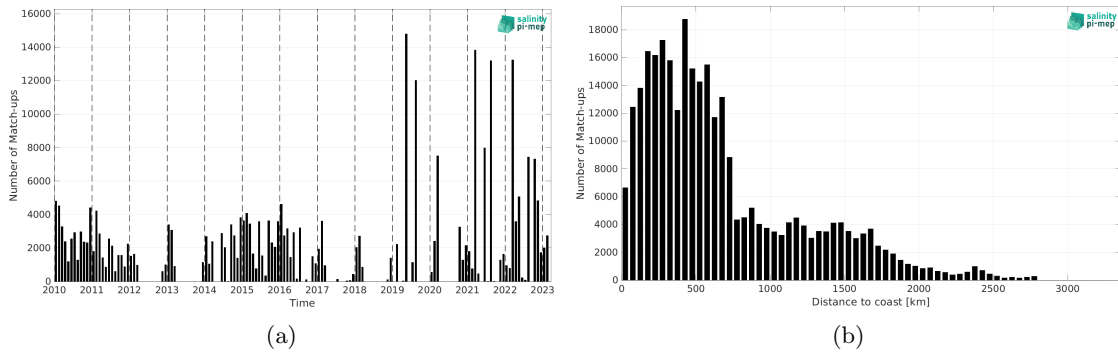 16000
14000
12000
10000
8000
6000
4000
2000
0
Number of Match-ups
2010 2011 2012 2013 2014 2015 2016 2017 2018 2019 2020 2021 2022 2023
Time
salinity
pi-mep
(a)
18000
16000
14000
12000
10000
8000
6000
4000
2000
0
Number of Match-ups
0 500 1000 1500 2000 2500 3000
Distance to coast [km]
salinity
pi-mep
(b)